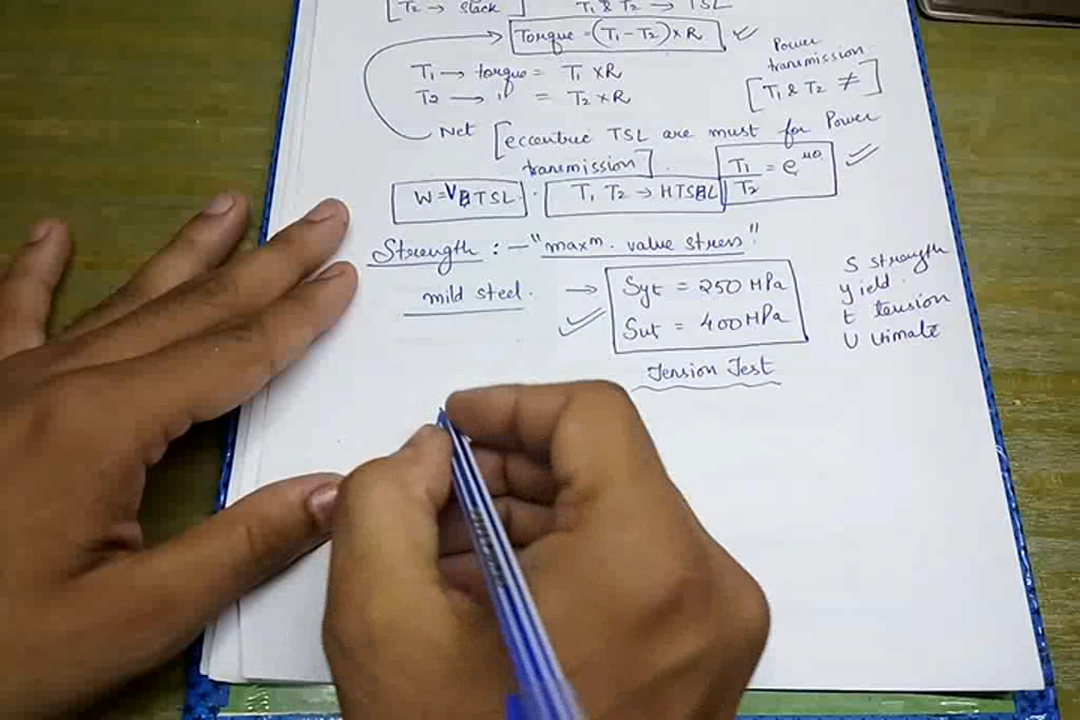 [T2 → Slack] T1 & T2 → TSL
Torque = (T1 - T2) × R
T1 → torque = T1 × R
T2 → " = T2 × R
Power
transmission
[T1 & T2 ≠]
Net [eccentric TSL are must for Power
transmission]
T1/T2 = e^μθ
W = VBTSL. T1 T2 → HTSBL
Strength : - "maxm. value stress"
mild steel. → Syt = 250 MPa
Sut = 400 MPa
S strength
y yield.
t tension
U Utimate
Tension Test